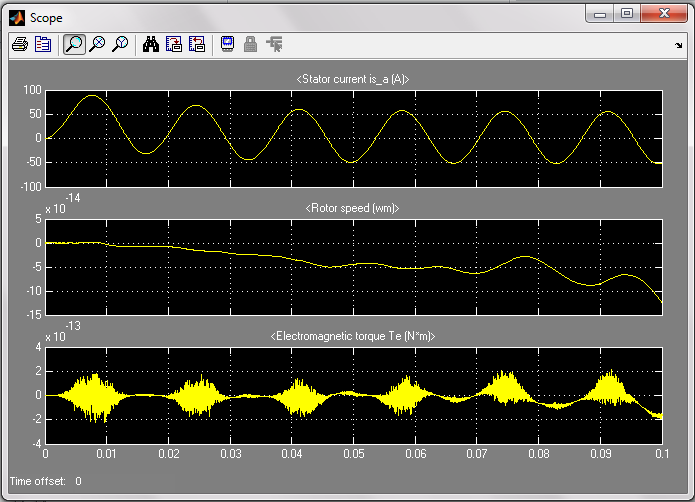 Scope
<Stator current is_a (A)>
100
50
0
-50
-100
x 10^-14
<Rotor speed (wm)>
5
0
-5
-10
-15
x 10^-13
<Electromagnetic torque Te (N*m)>
4
2
0
-2
-4
0 0.01 0.02 0.03 0.04 0.05 0.06 0.07 0.08 0.09 0.1
Time offset: 0